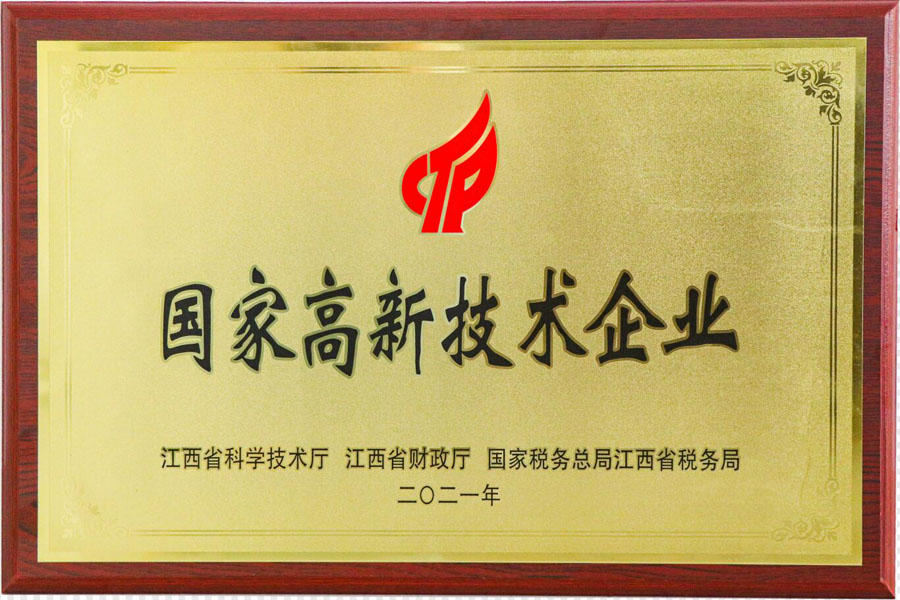 CTP
国家高新技术企业
江西省科学技术厅 江西省财政厅 国家税务总局江西省税务局
二〇二一年